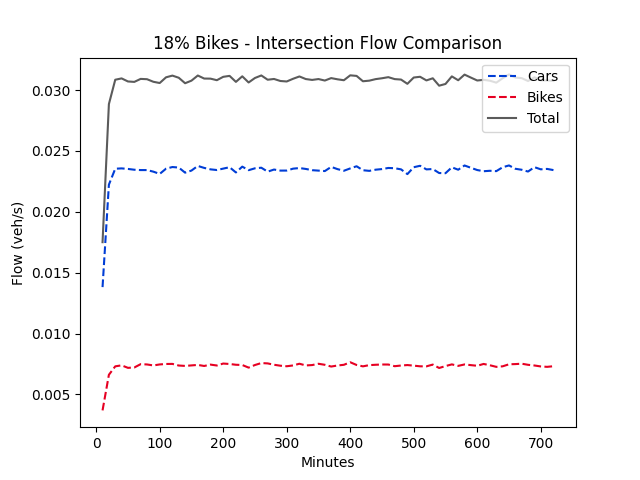 18% Bikes - Intersection Flow Comparison
Flow (veh/s)
0.030
0.025
0.020
0.015
0.010
0.005
Cars
Bikes
Total
0 100 200 300 400 500 600 700
Minutes